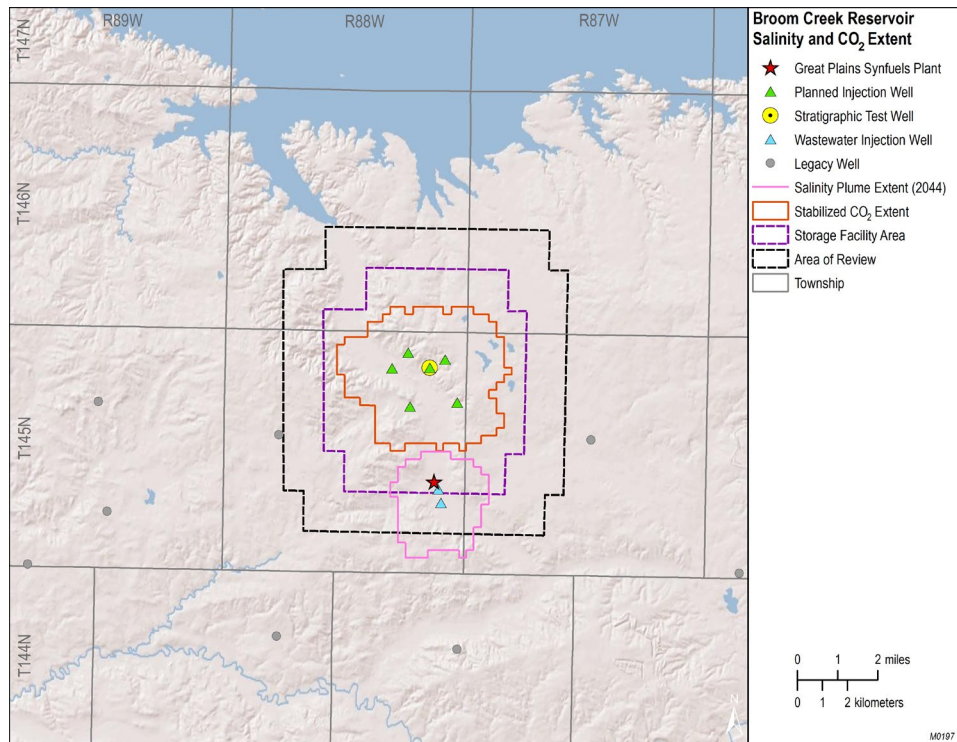 R89W
R88W
R87W
T147N
T146N
T145N
T144N
Broom Creek Reservoir
Salinity and CO₂ Extent
Great Plains Synfuels Plant
Planned Injection Well
Stratigraphic Test Well
Wastewater Injection Well
Legacy Well
Salinity Plume Extent (2044)
Stabilized CO₂ Extent
Storage Facility Area
Area of Review
Township
0 1 2 miles
0 1 2 kilometers
M0197